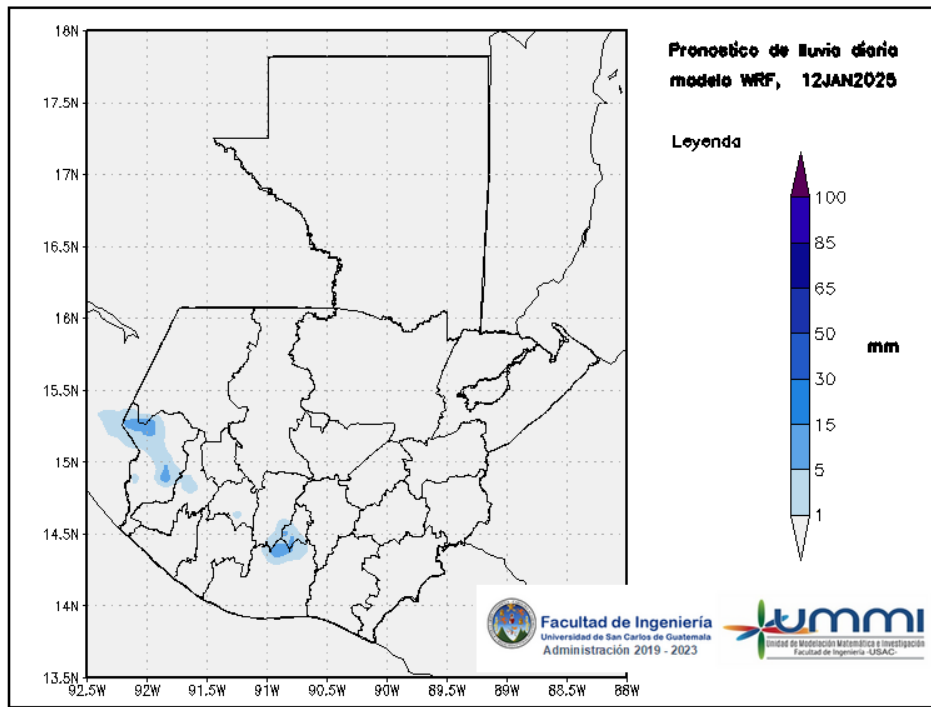 Pronostico de lluvia diaria
modelo WRF, 12JAN2025
Leyenda
100
85
65
50
30
15
5
1
mm
18N
17.5N
17N
16.5N
16N
15.5N
15N
14.5N
14N
13.5N
92.5W 92W 91.5W 91W 90.5W 90W 89.5W 89W 88.5W 88W
Facultad de Ingeniería
Universidad de San Carlos de Guatemala
Administración 2019 - 2023
UMMI
Unidad de Modelación Matemática e Investigación
Facultad de Ingeniería -USAC-